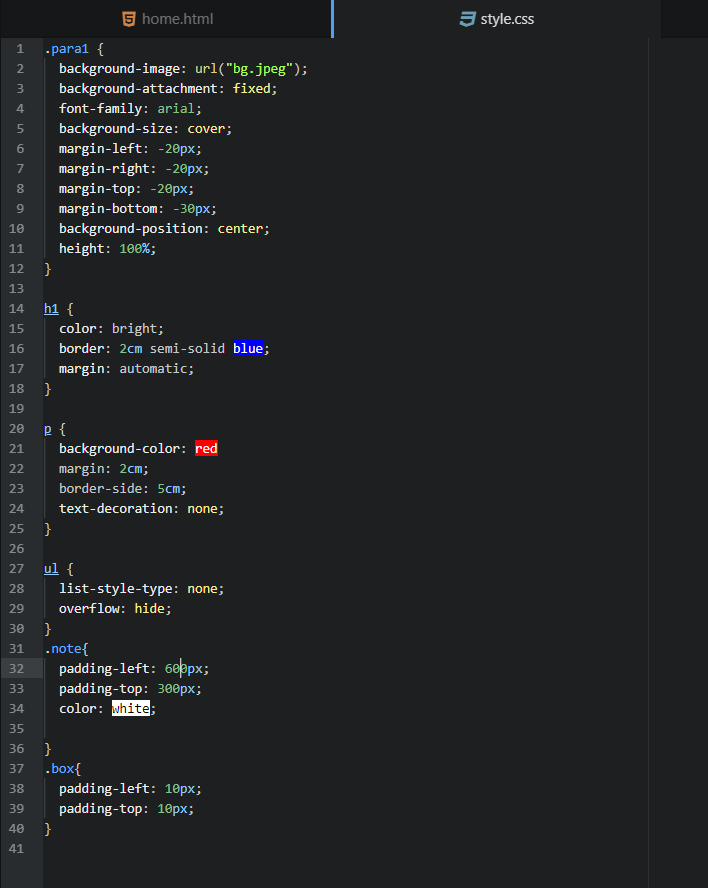 home.html
style.css
1 .para1 {
2 background-image: url("bg.jpeg");
3 background-attachment: fixed;
4 font-family: arial;
5 background-size: cover;
6 margin-left: -20px;
7 margin-right: -20px;
8 margin-top: -20px;
9 margin-bottom: -30px;
10 background-position: center;
11 height: 100%;
12 }
13
14 h1 {
15 color: bright;
16 border: 2cm semi-solid blue;
17 margin: automatic;
18 }
19
20 p {
21 background-color: red
22 margin: 2cm;
23 border-side: 5cm;
24 text-decoration: none;
25 }
26
27 ul {
28 list-style-type: none;
29 overflow: hide;
30 }
31 .note{
32 padding-left: 600px;
33 padding-top: 300px;
34 color: white;
35
36 }
37 .box{
38 padding-left: 10px;
39 padding-top: 10px;
40 }
41